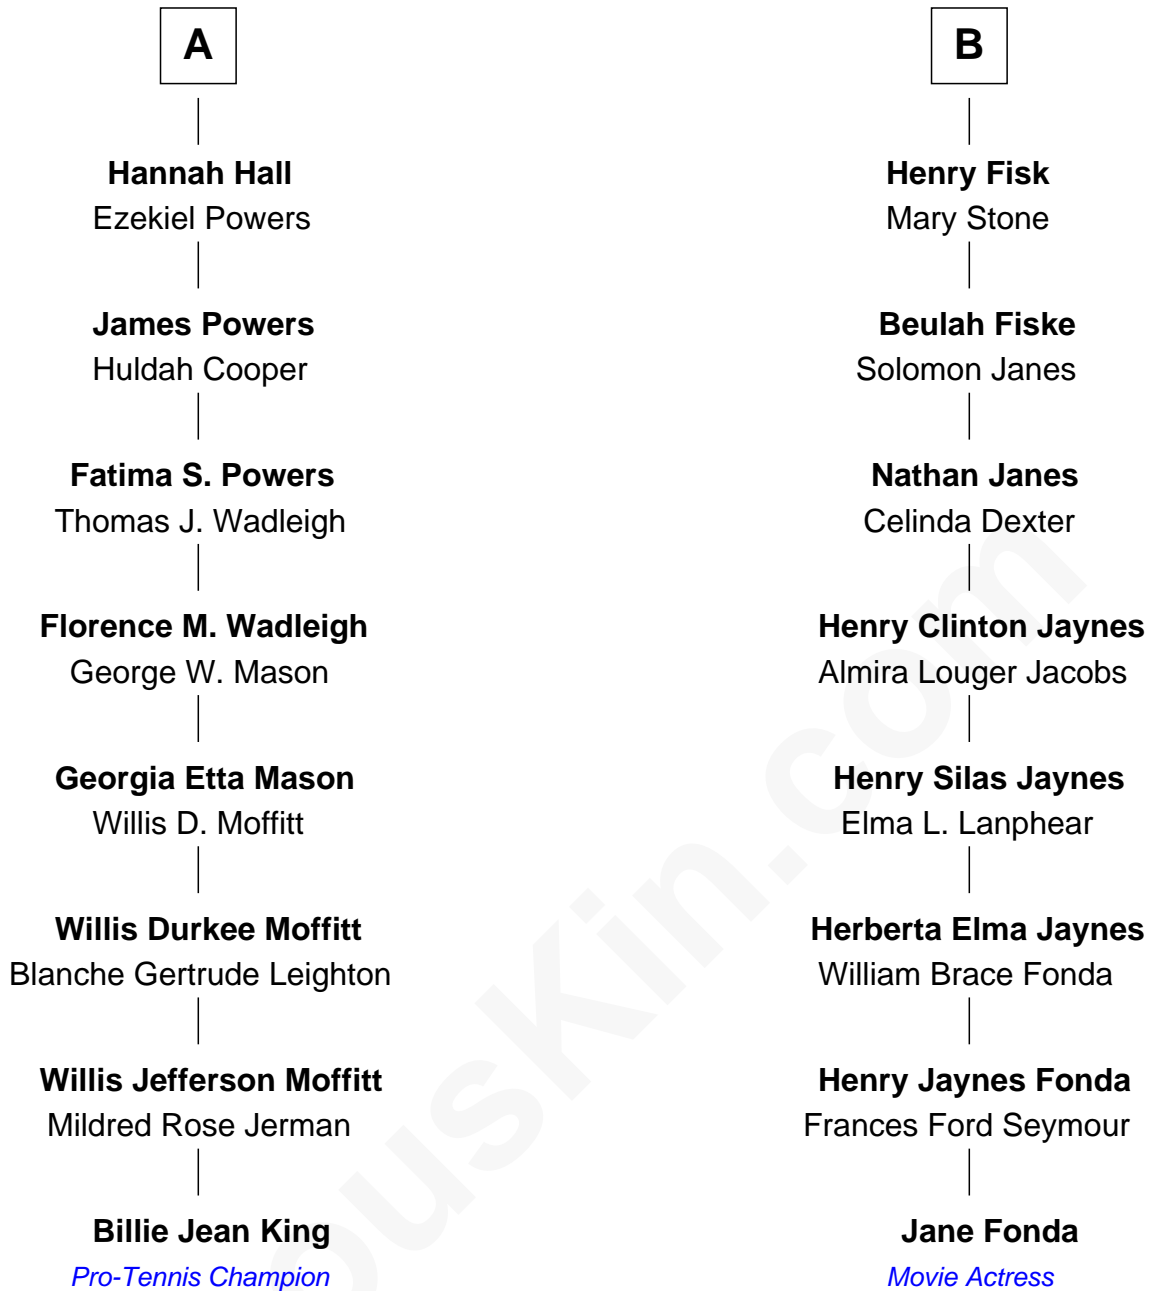 A
Hannah Hall
Ezekiel Powers
James Powers
Huldah Cooper
Fatima S. Powers
Thomas J. Wadleigh
Florence M. Wadleigh
George W. Mason
Georgia Etta Mason
Willis D. Moffitt
Willis Durkee Moffitt
Blanche Gertrude Leighton
Willis Jefferson Moffitt
Mildred Rose Jerman
Billie Jean King
Pro-Tennis Champion
B
Henry Fisk
Mary Stone
Beulah Fiske
Solomon Janes
Nathan Janes
Celinda Dexter
Henry Clinton Jaynes
Almira Louger Jacobs
Henry Silas Jaynes
Elma L. Lanphear
Herberta Elma Jaynes
William Brace Fonda
Henry Jaynes Fonda
Frances Ford Seymour
Jane Fonda
Movie Actress
ousKin.com